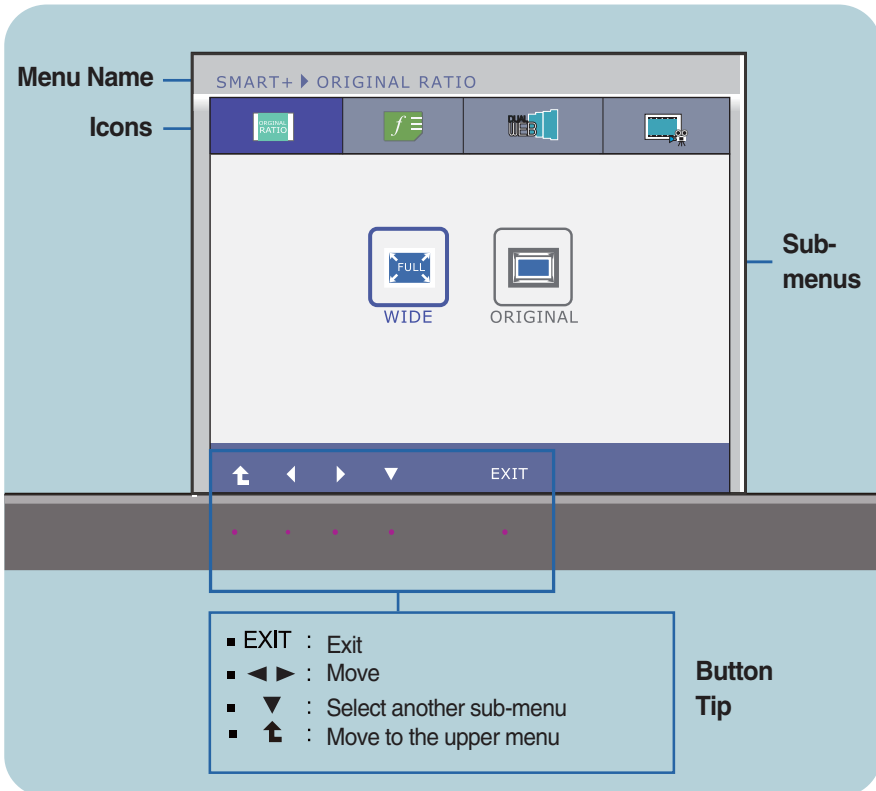 Menu Name
SMART+ ▶ ORIGINAL RATIO
Icons
ORIGINAL
RATIO
f
DUAL
WEB
FULL
WIDE
ORIGINAL
Sub-
menus
EXIT
■ EXIT : Exit
■ ◀ ▶ : Move
■ ▼ : Select another sub-menu
■ ⮤ : Move to the upper menu
Button
Tip